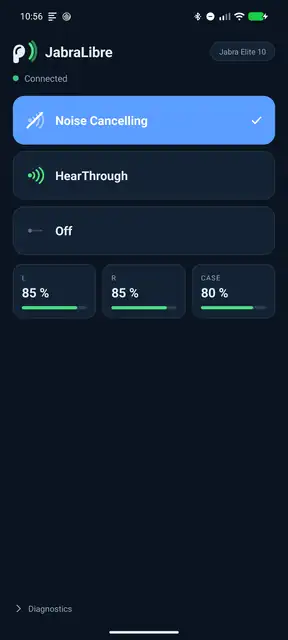 10:56
JabraLibre
Jabra Elite 10
Connected
Noise Cancelling
HearThrough
Off
L
85 %
R
85 %
CASE
80 %
Diagnostics